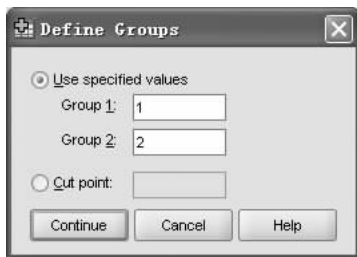 Define Groups
Use specified values
Group 1: 1
Group 2: 2
Cut point:
Continue Cancel Help